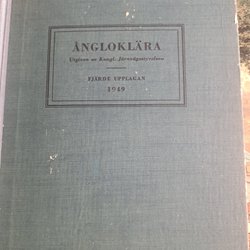 ÅNGLOKLÄRA
Utgiven av Kungl. Järnvägsstyrelsen
FJÄRDE UPPLAGAN
1949